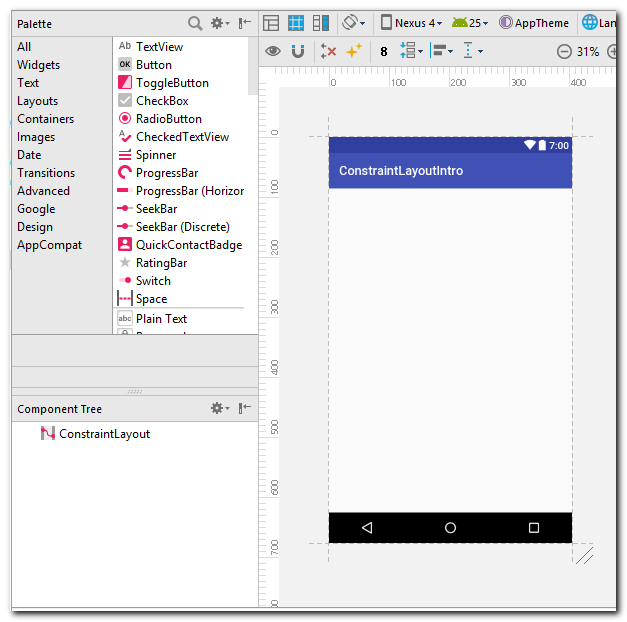 Palette
Nexus 4
25
AppTheme
Lan
8
31%
All
Widgets
Text
Layouts
Containers
Images
Date
Transitions
Advanced
Google
Design
AppCompat
Ab TextView
OK Button
ToggleButton
CheckBox
RadioButton
CheckedTextView
Spinner
ProgressBar
ProgressBar (Horizor
SeekBar
SeekBar (Discrete)
QuickContactBadge
RatingBar
Switch
Space
abc Plain Text
0 100 200 300 400
0
100
200
300
400
500
600
700
7:00
ConstraintLayoutIntro
Component Tree
ConstraintLayout